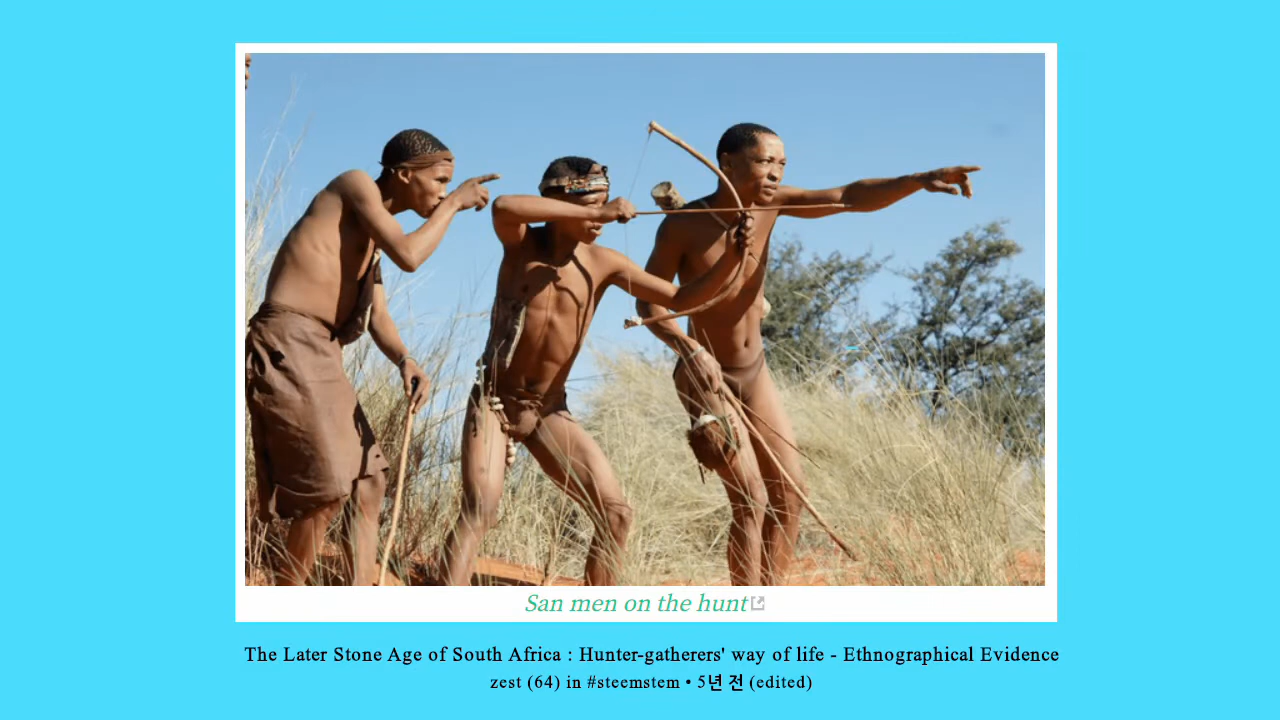 San men on the hunt
The Later Stone Age of South Africa : Hunter-gatherers' way of life - Ethnographical Evidence
zest (64) in #steemstem • 5년 전 (edited)